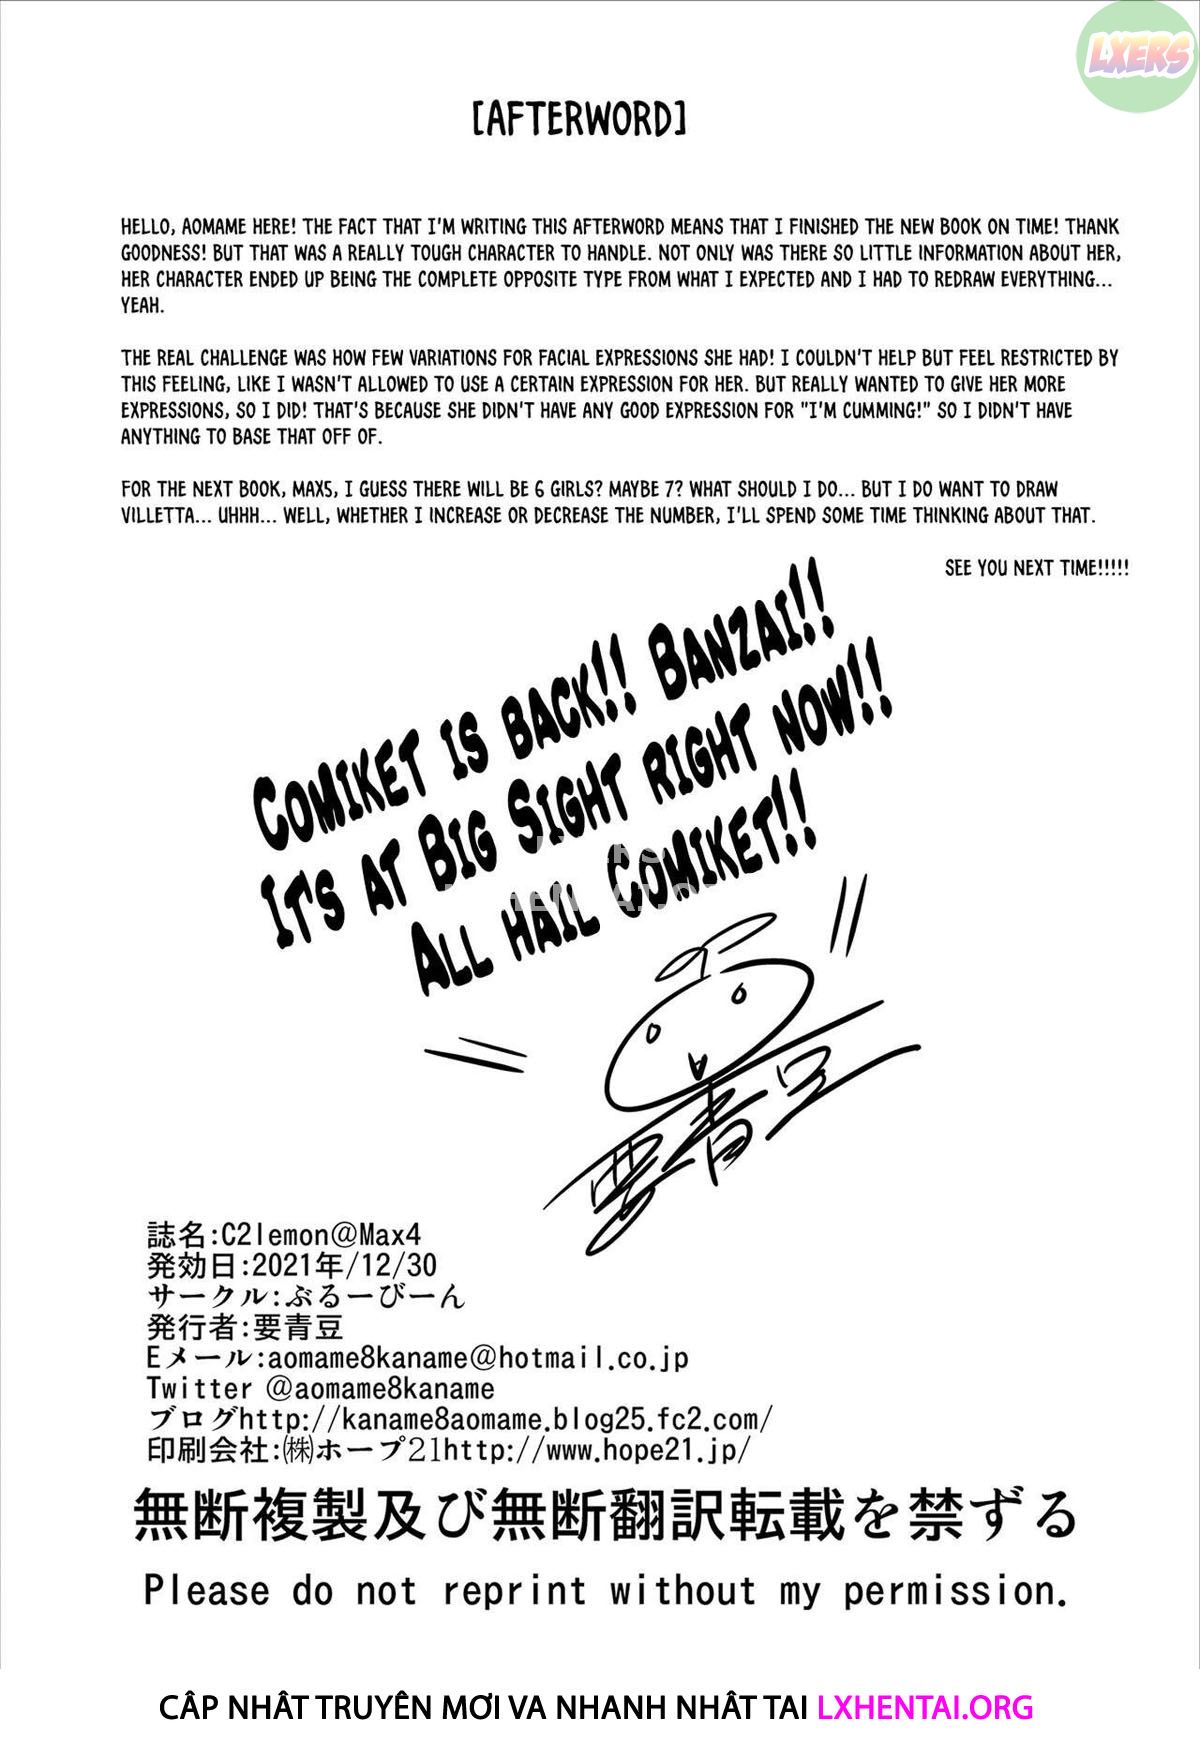 LXERS
[AFTERWORD]
HELLO, AOMAME HERE! THE FACT THAT I'M WRITING THIS AFTERWORD MEANS THAT I FINISHED THE NEW BOOK ON TIME! THANK
GOODNESS! BUT THAT WAS A REALLY TOUGH CHARACTER TO HANDLE. NOT ONLY WAS THERE SO LITTLE INFORMATION ABOUT HER,
HER CHARACTER ENDED UP BEING THE COMPLETE OPPOSITE TYPE FROM WHAT I EXPECTED AND I HAD TO REDRAW EVERYTHING...
YEAH.
THE REAL CHALLENGE WAS HOW FEW VARIATIONS FOR FACIAL EXPRESSIONS SHE HAD! I COULDN'T HELP BUT FEEL RESTRICTED BY
THIS FEELING, LIKE I WASN'T ALLOWED TO USE A CERTAIN EXPRESSION FOR HER. BUT REALLY WANTED TO GIVE HER MORE
EXPRESSIONS, SO I DID! THAT'S BECAUSE SHE DIDN'T HAVE ANY GOOD EXPRESSION FOR "I'M CUMMING!" SO I DIDN'T HAVE
ANYTHING TO BASE THAT OFF OF.
FOR THE NEXT BOOK, MAX5, I GUESS THERE WILL BE 6 GIRLS? MAYBE 7? WHAT SHOULD I DO... BUT I DO WANT TO DRAW
VILLETTA... UHHH... WELL, WHETHER I INCREASE OR DECREASE THE NUMBER, I'LL SPEND SOME TIME THINKING ABOUT THAT.
SEE YOU NEXT TIME!!!!!
COMIKET IS BACK!! BANZAI!!
IT'S AT BIG SIGHT RIGHT NOW!!
ALL HAIL COMIKET!!
要青豆
誌名:C2lemon@Max4
発効日:2021年/12/30
サークル:ぶるーびーん
発行者:要青豆
Eメール:aomame8kaname@hotmail.co.jp
Twitter @aomame8kaname
ブログhttp://kaname8aomame.blog25.fc2.com/
印刷会社:㈱ホープ21http://www.hope21.jp/
無断複製及び無断翻訳転載を禁ずる
Please do not reprint without my permission.
CÂP NHÂT TRUYÊN MƠI VA NHANH NHÂT TAI LXHENTAI.ORG